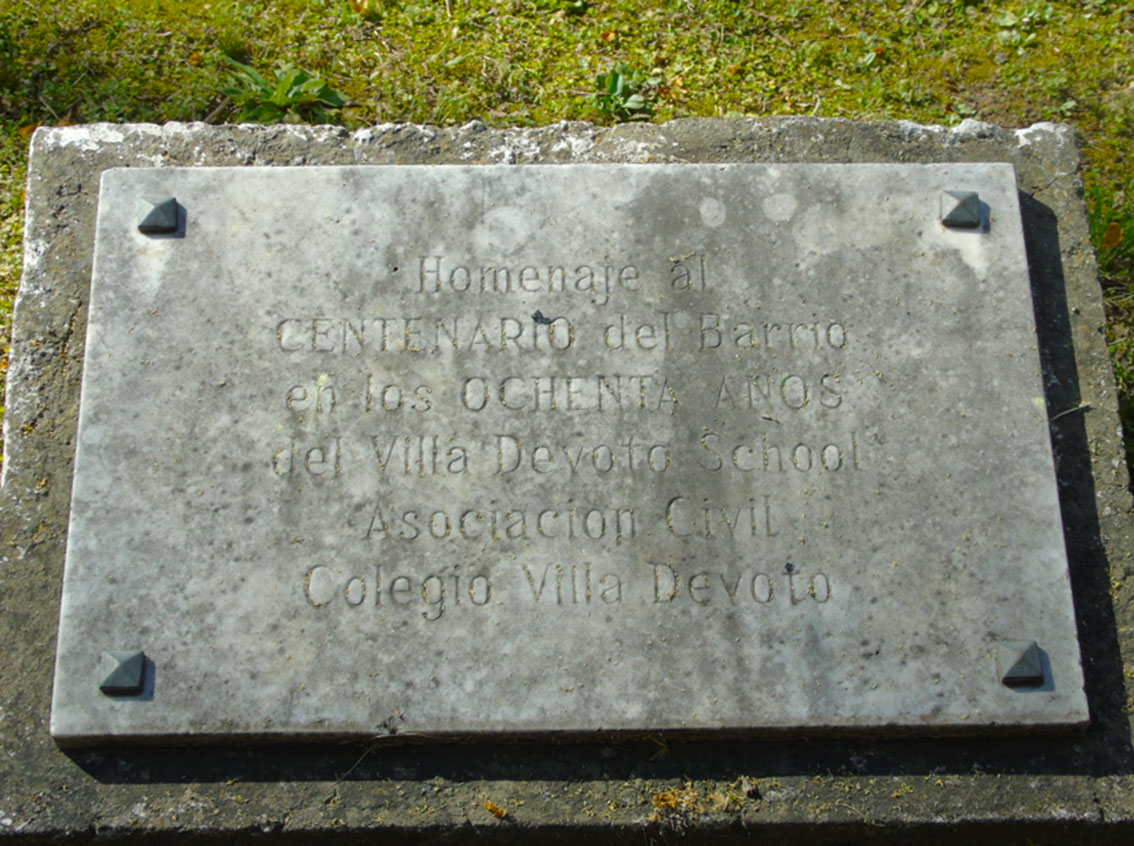 Homenaje al
CENTENARIO del Barrio
en los OCHENTA AÑOS
del Villa Devoto School
Asociacion Civil
Colegio Villa Devoto